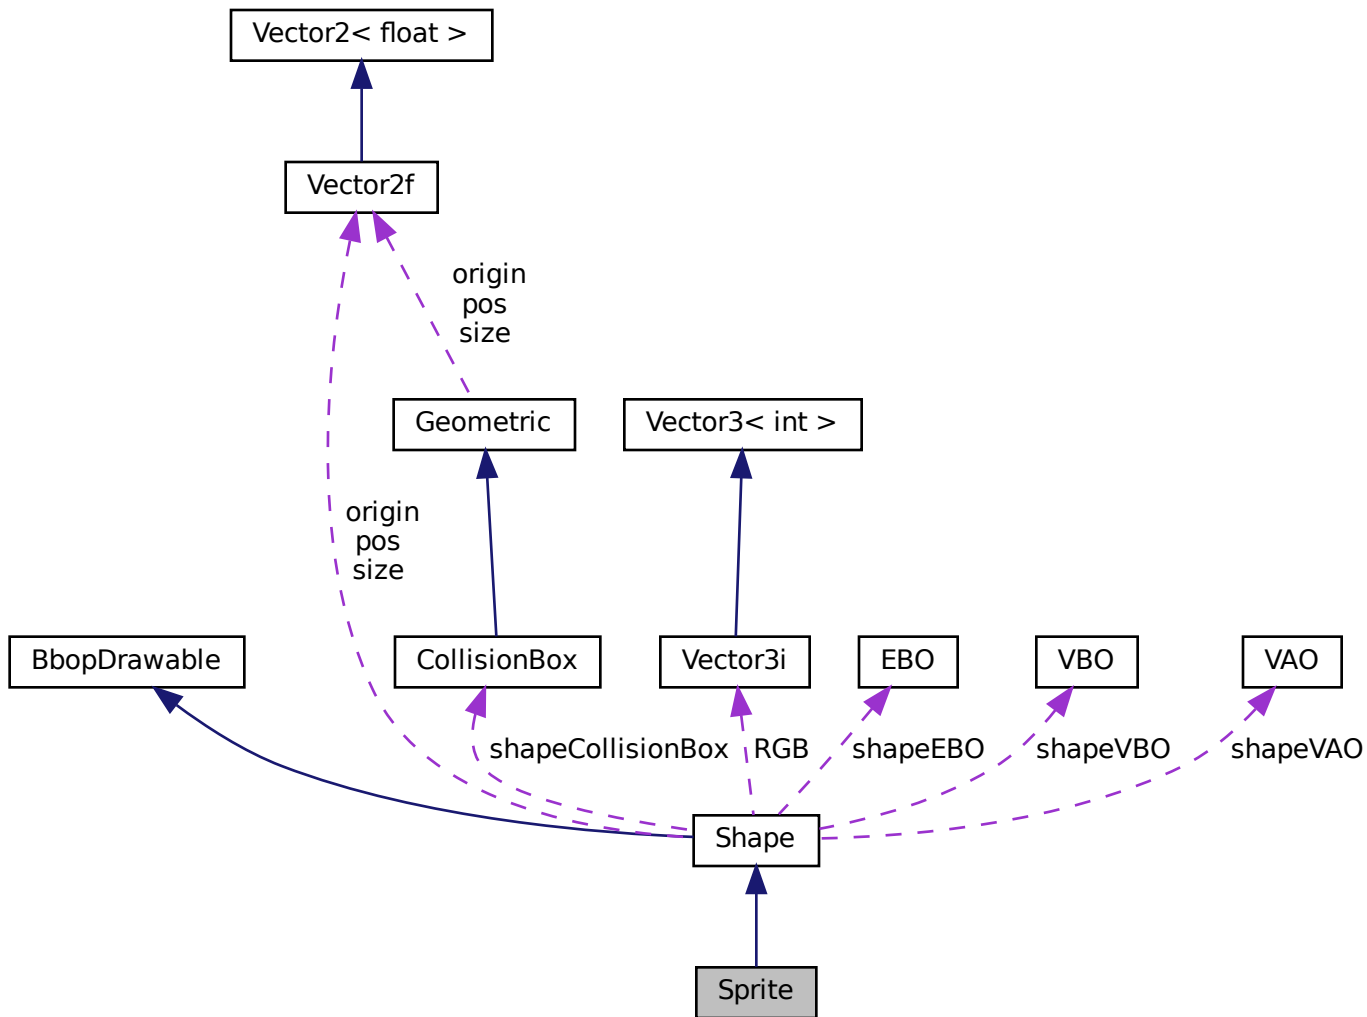 Vector2< float >
Vector2f
origin
pos
size
Geometric
Vector3< int >
origin
pos
size
BbopDrawable
CollisionBox
Vector3i
EBO
VBO
VAO
shapeCollisionBox
RGB
shapeEBO
shapeVBO
shapeVAO
Shape
Sprite